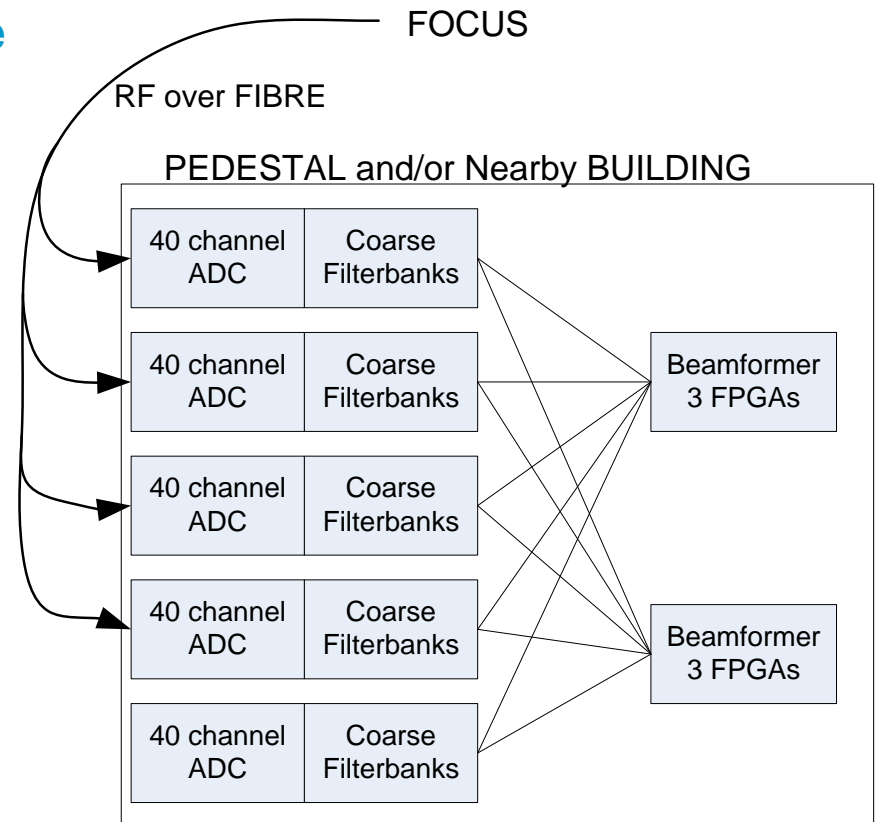 e
FOCUS
RF over FIBRE
PEDESTAL and/or Nearby BUILDING
40 channel
ADC
Coarse
Filterbanks
40 channel
ADC
Coarse
Filterbanks
Beamformer
3 FPGAs
40 channel
ADC
Coarse
Filterbanks
40 channel
ADC
Coarse
Filterbanks
Beamformer
3 FPGAs
40 channel
ADC
Coarse
Filterbanks